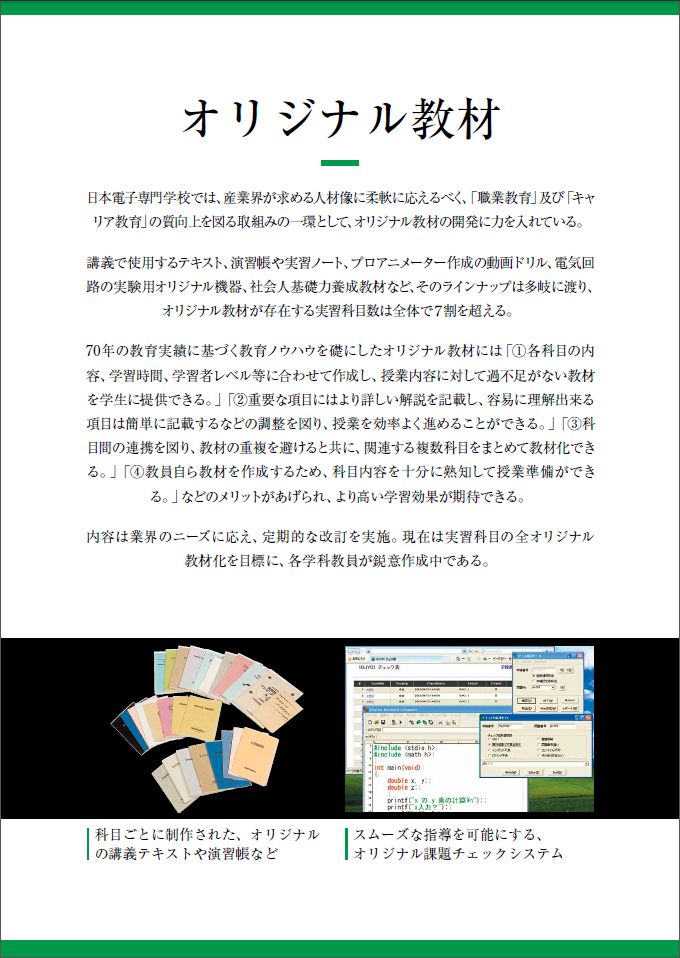 オリジナル教材
日本電子専門学校では、産業界が求める人材像に柔軟に応えるべく、「職業教育」及び「キャ
リア教育」の質向上を図る取組みの一環として、オリジナル教材の開発に力を入れている。
講義で使用するテキスト、演習帳や実習ノート、プロアニメーター作成の動画ドリル、電気回
路の実験用オリジナル機器、社会人基礎力養成教材など、そのラインナップは多岐に渡り、
オリジナル教材が存在する実習科目数は全体で7割を超える。
70年の教育実績に基づく教育ノウハウを礎にしたオリジナル教材には「①各科目の内
容、学習時間、学習者レベル等に合わせて作成し、授業内容に対して過不足がない教材
を学生に提供できる。」「②重要な項目にはより詳しい解説を記載し、容易に理解出来る
項目は簡単に記載するなどの調整を図り、授業を効率よく進めることができる。」「③科
目間の連携を図り、教材の重複を避けると共に、関連する複数科目をまとめて教材化でき
る。」「④教員自ら教材を作成するため、科目内容を十分に熟知して授業準備ができ
る。」などのメリットがあげられ、より高い学習効果が期待できる。
内容は業界のニーズに応え、定期的な改訂を実施。現在は実習科目の全オリジナル
教材化を目標に、各学科教員が鋭意作成中である。
チェック表
#include <stdio.h>
#include <math.h>
int main(void)
{
double x, y;
double z;
printf("x の y 乗の計算¥n");
printf("x入力？");
科目ごとに制作された、オリジナル
の講義テキストや演習帳など
スムーズな指導を可能にする、
オリジナル課題チェックシステム